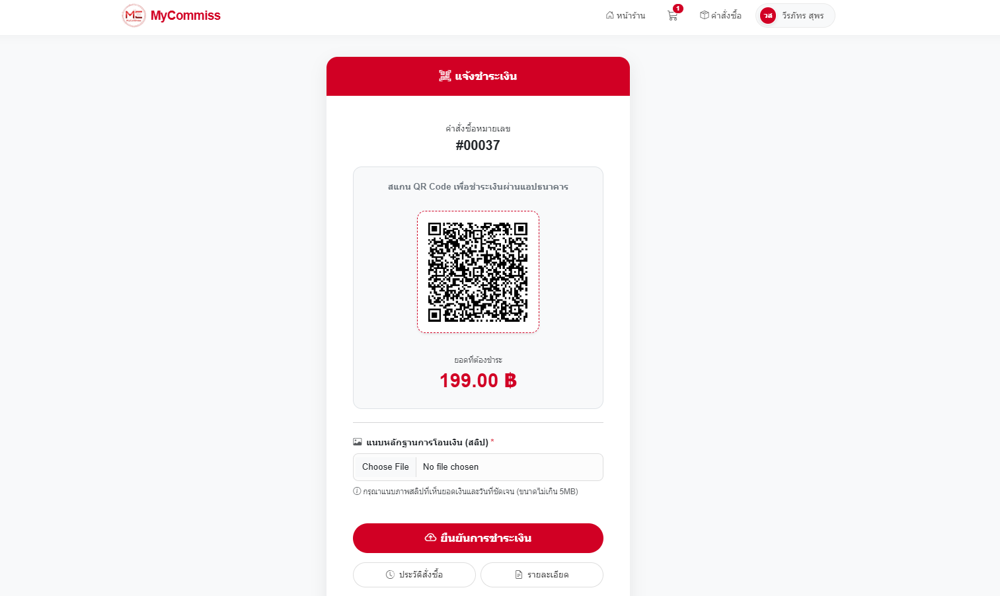 MyCommiss
หน้าร้าน
1
คำสั่งซื้อ
วส
วีรภัทร สุพร
แจ้งชำระเงิน
คำสั่งซื้อหมายเลข
#00037
สแกน QR Code เพื่อชำระเงินผ่านแอปธนาคาร
ยอดที่ต้องชำระ
199.00 ฿
แนบหลักฐานการโอนเงิน (สลิป) *
Choose File No file chosen
กรุณาแนบภาพสลิปที่เห็นยอดเงินและวันที่ชัดเจน (ขนาดไม่เกิน 5MB)
ยืนยันการชำระเงิน
ประวัติสั่งซื้อ
รายละเอียด